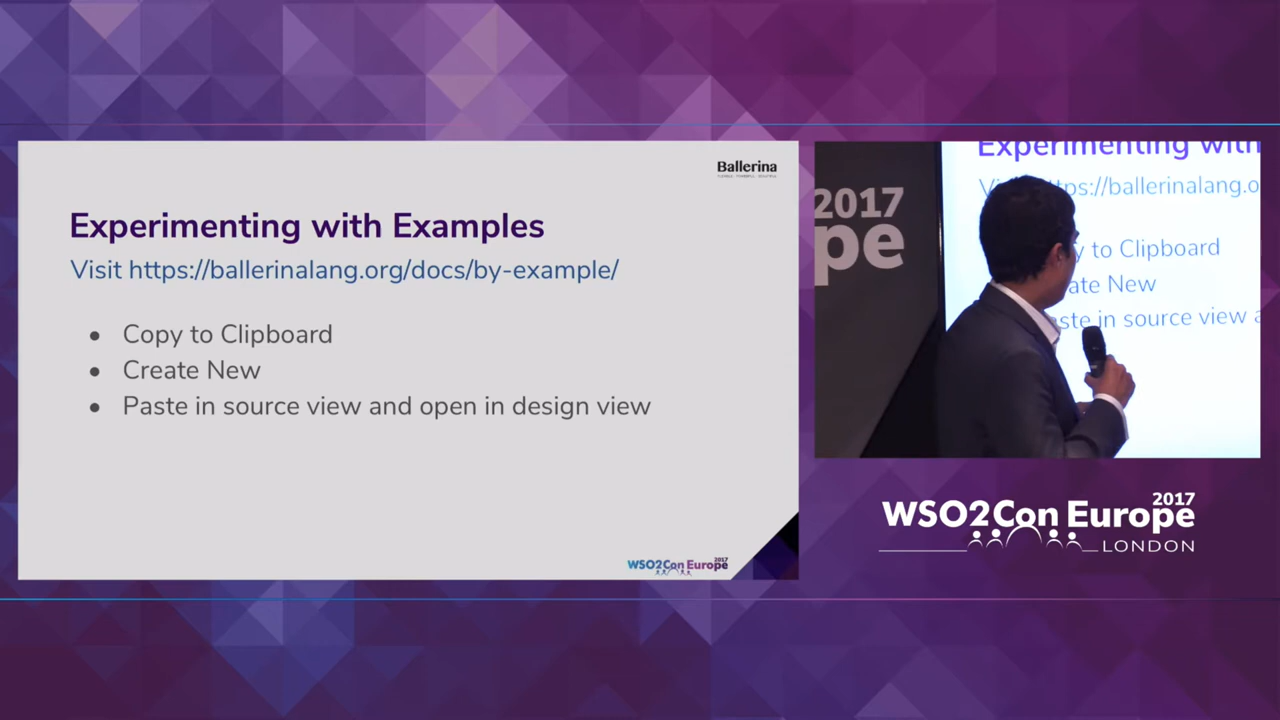 Ballerina
Experimenting with Examples
Visit https://ballerinalang.org/docs/by-example/
● Copy to Clipboard
● Create New
● Paste in source view and open in design view
WSO2Con Europe 2017
2017
pe
Experimenting with
ttps://ballerinalang.o
y to Clipboard
ate New
ste in source view a
WSO2Con Europe 2017
LONDON